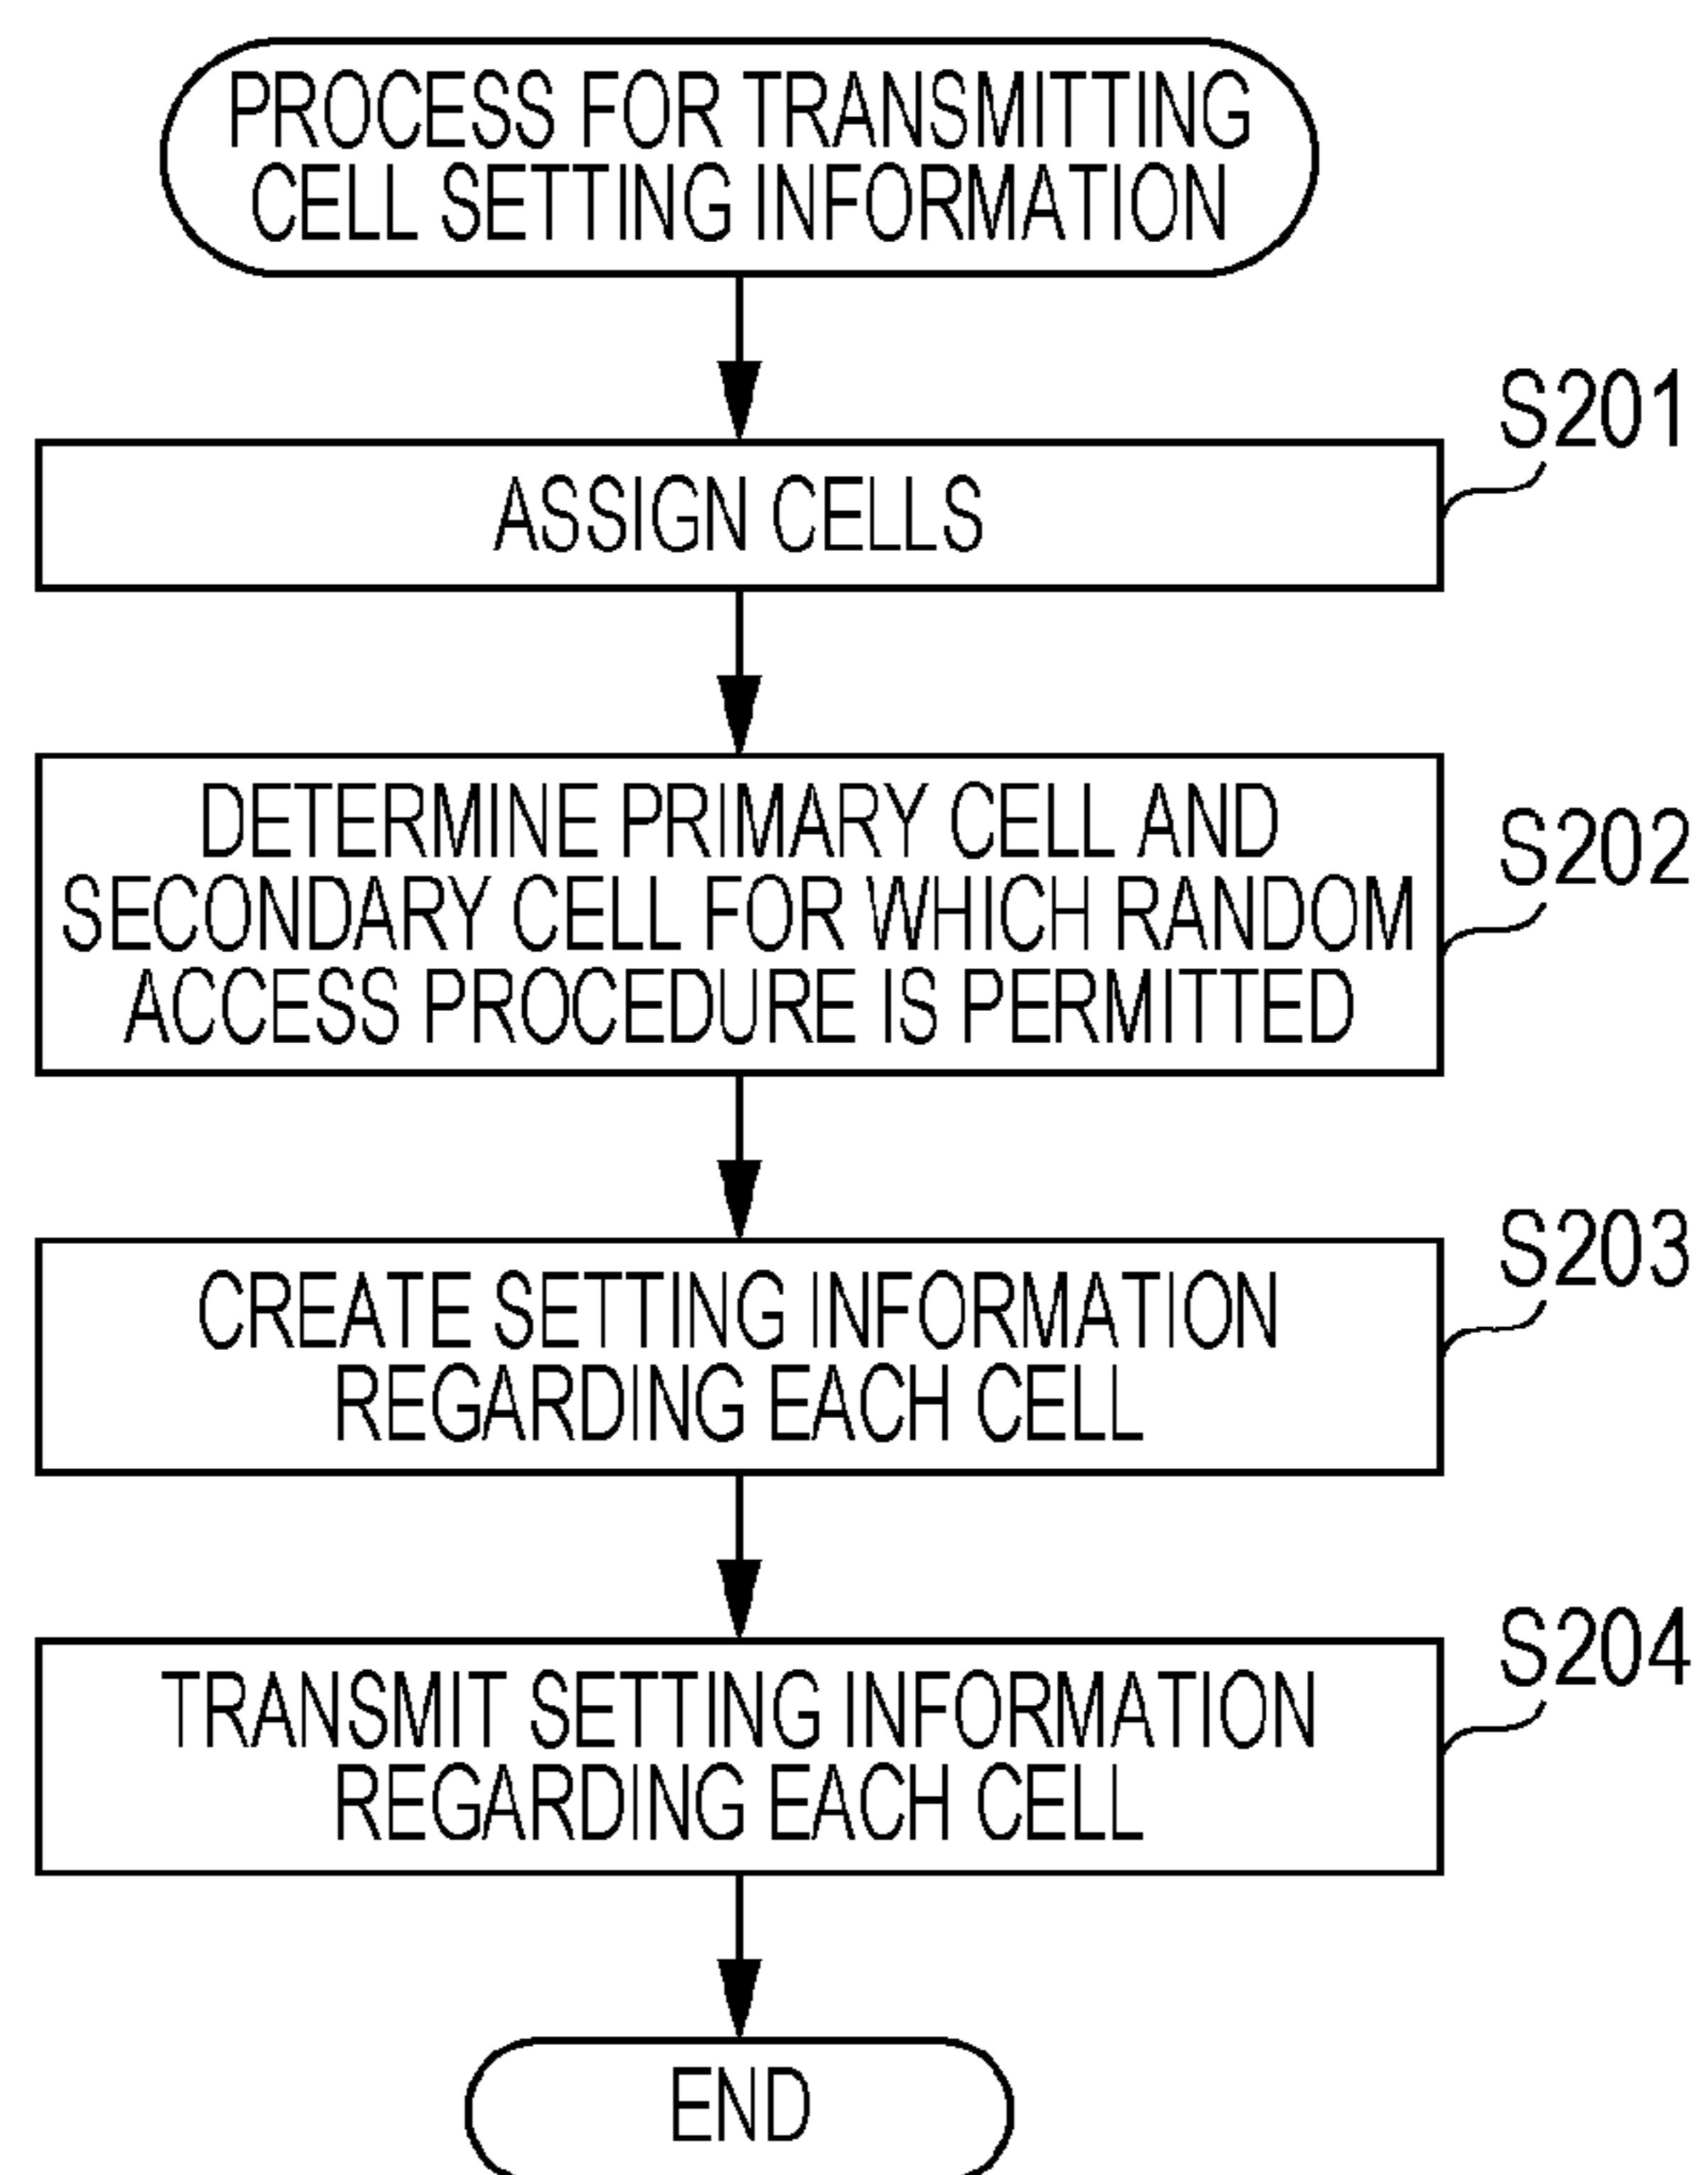 PROCESS FOR TRANSMITTING
CELL SETTING INFORMATION
S201
ASSIGN CELLS
S202
DETERMINE PRIMARY CELL AND
SECONDARY CELL FOR WHICH RANDOM
ACCESS PROCEDURE IS PERMITTED
S203
CREATE SETTING INFORMATION
REGARDING EACH CELL
S204
TRANSMIT SETTING INFORMATION
REGARDING EACH CELL
END